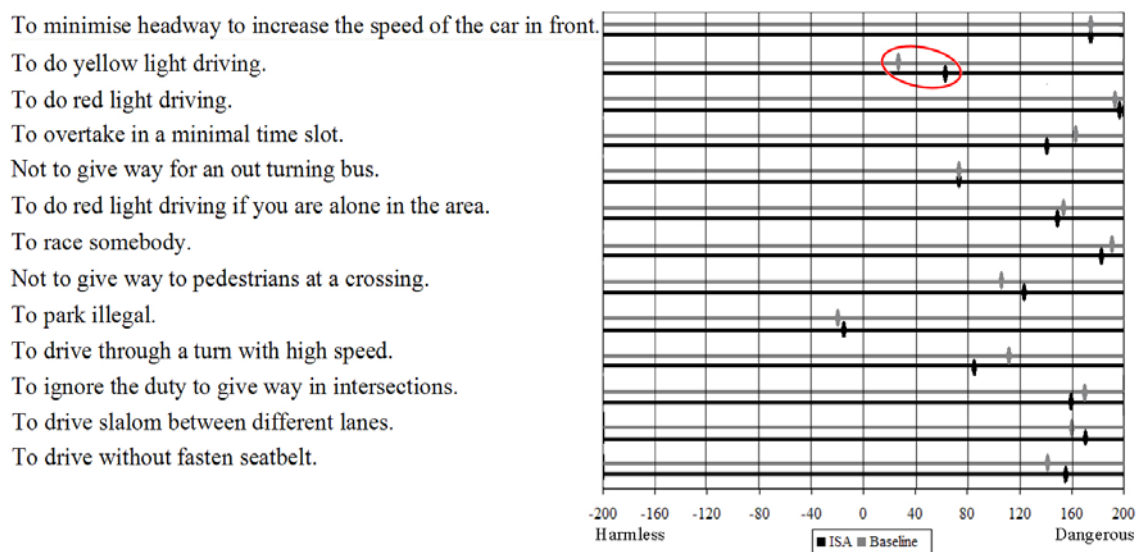 To minimise headway to increase the speed of the car in front.
To do yellow light driving.
To do red light driving.
To overtake in a minimal time slot.
Not to give way for an out turning bus.
To do red light driving if you are alone in the area.
To race somebody.
Not to give way to pedestrians at a crossing.
To park illegal.
To drive through a turn with high speed.
To ignore the duty to give way in intersections.
To drive slalom between different lanes.
To drive without fasten seatbelt.
-200 -160 -120 -80 -40 0 40 80 120 160 200
Harmless Dangerous
ISA Baseline